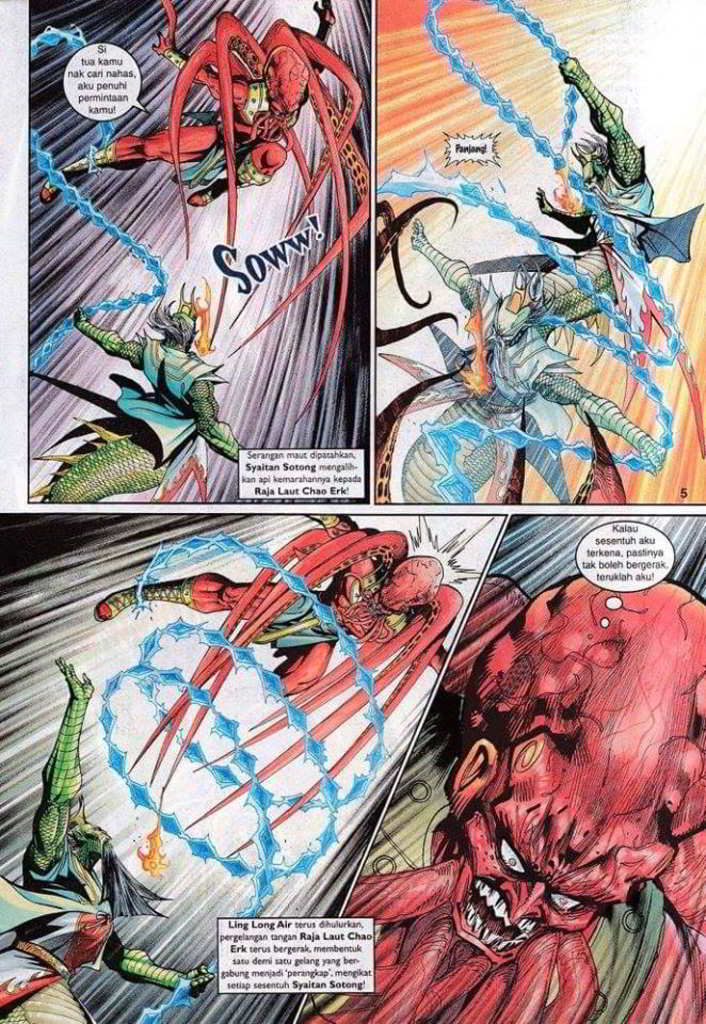 Si
tua kamu
nak cari nahas,
aku penuhi
permintaan
kamu!
Soww!
Serangan maut dipatahkan,
Syaitan Sotong mengalih-
kan api kemarahannya kepada
Raja Laut Chao Erk!
Panjang!
5
Ling Long Air terus dihulurkan,
pergelangan tangan Raja Laut Chao
Erk terus bergerak, membentuk
satu demi satu gelang yang ber-
gabung menjadi 'perangkap', mengikat
setiap sesentuh Syaitan Sotong!
Kalau
sesentuh aku
terkena, pastinya
tak boleh bergerak,
teruklah aku!